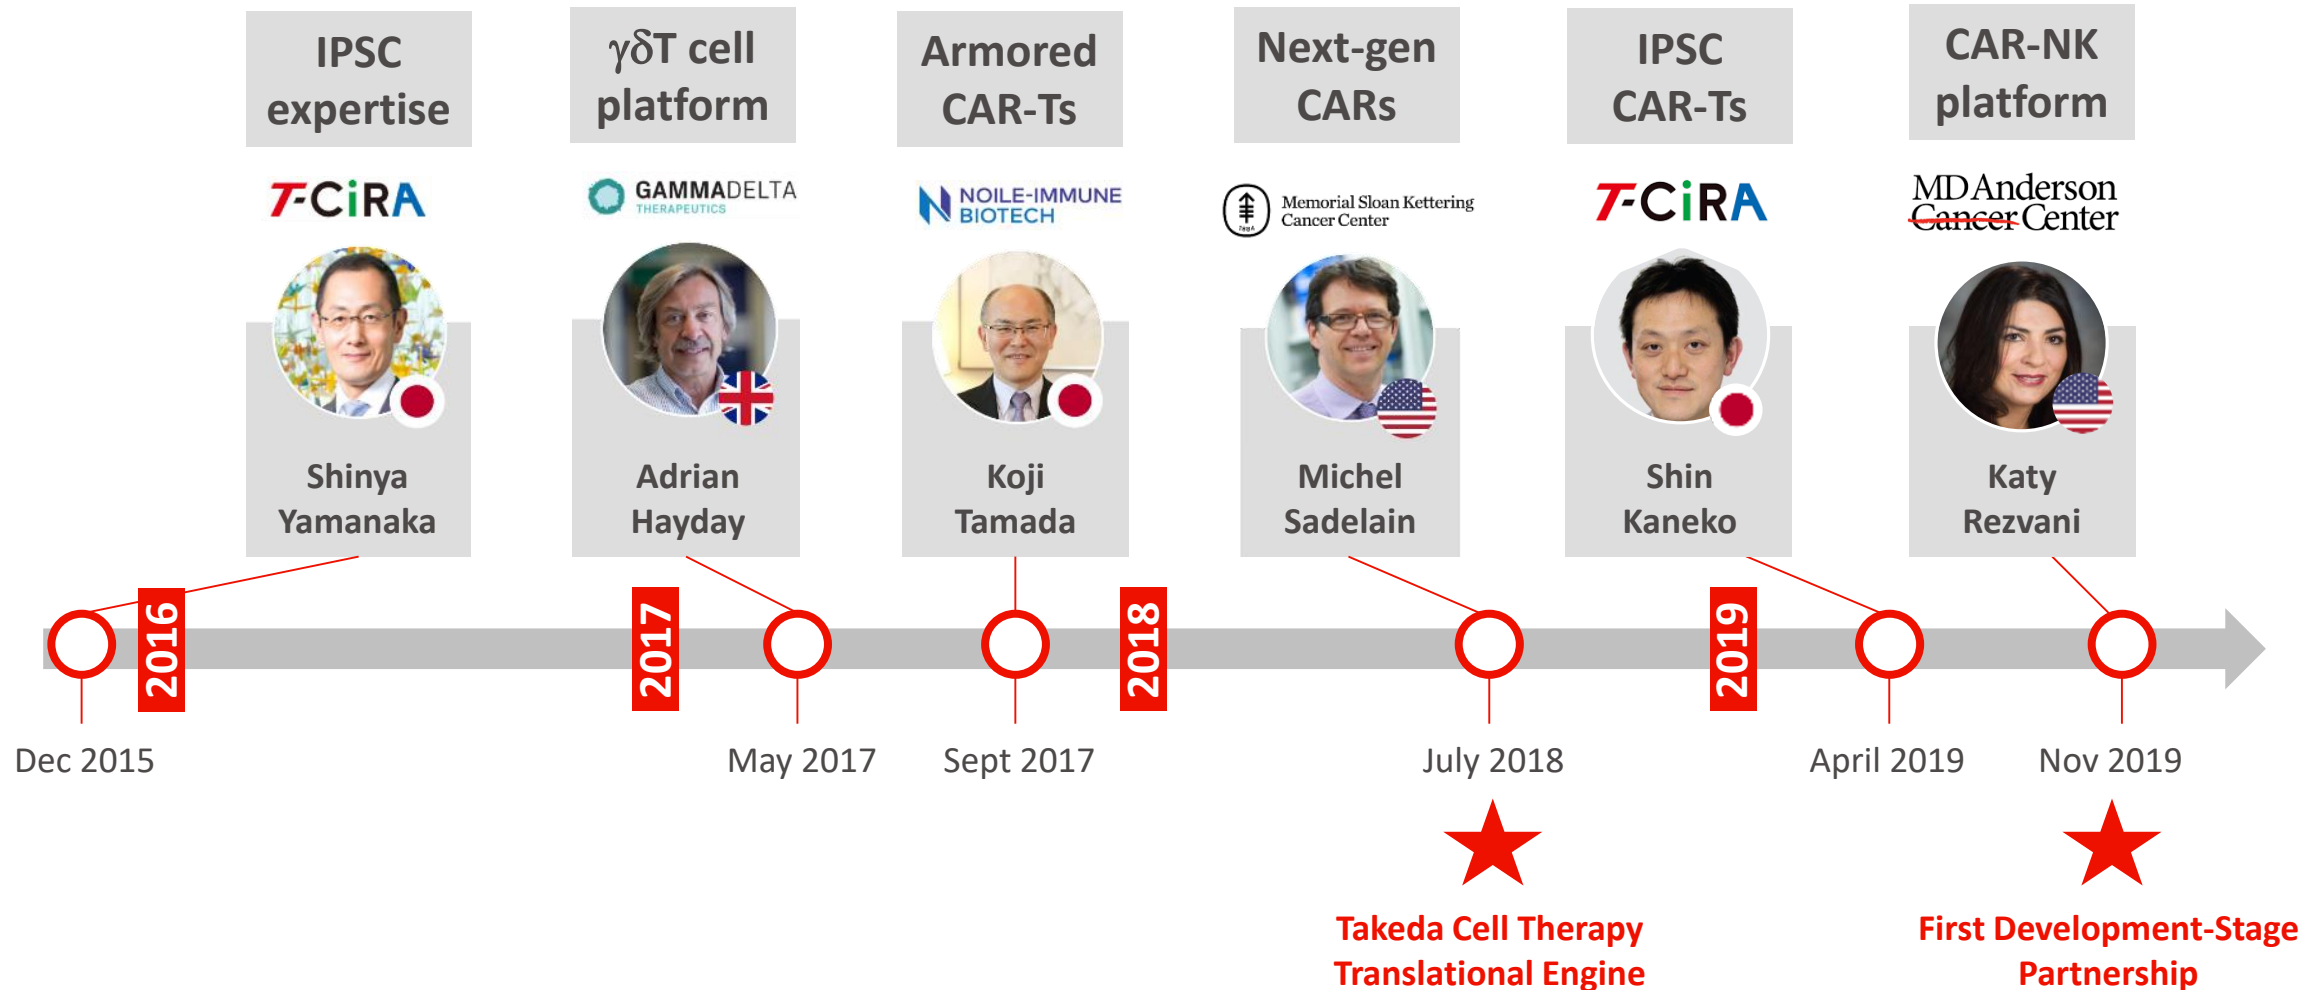 IPSC
expertise
γδT cell
platform
Armored
CAR-Ts
Next-gen
CARs
IPSC
CAR-Ts
CAR-NK
platform
T-CiRA
GAMMADELTA
THERAPEUTICS
NOILE-IMMUNE
BIOTECH
1884
Memorial Sloan Kettering
Cancer Center
T-CiRA
MD Anderson
Cancer Center
Shinya
Yamanaka
Adrian
Hayday
Koji
Tamada
Michel
Sadelain
Shin
Kaneko
Katy
Rezvani
2016
2017
2018
2019
Dec 2015
May 2017
Sept 2017
July 2018
April 2019
Nov 2019
Takeda Cell Therapy
Translational Engine
First Development-Stage
Partnership